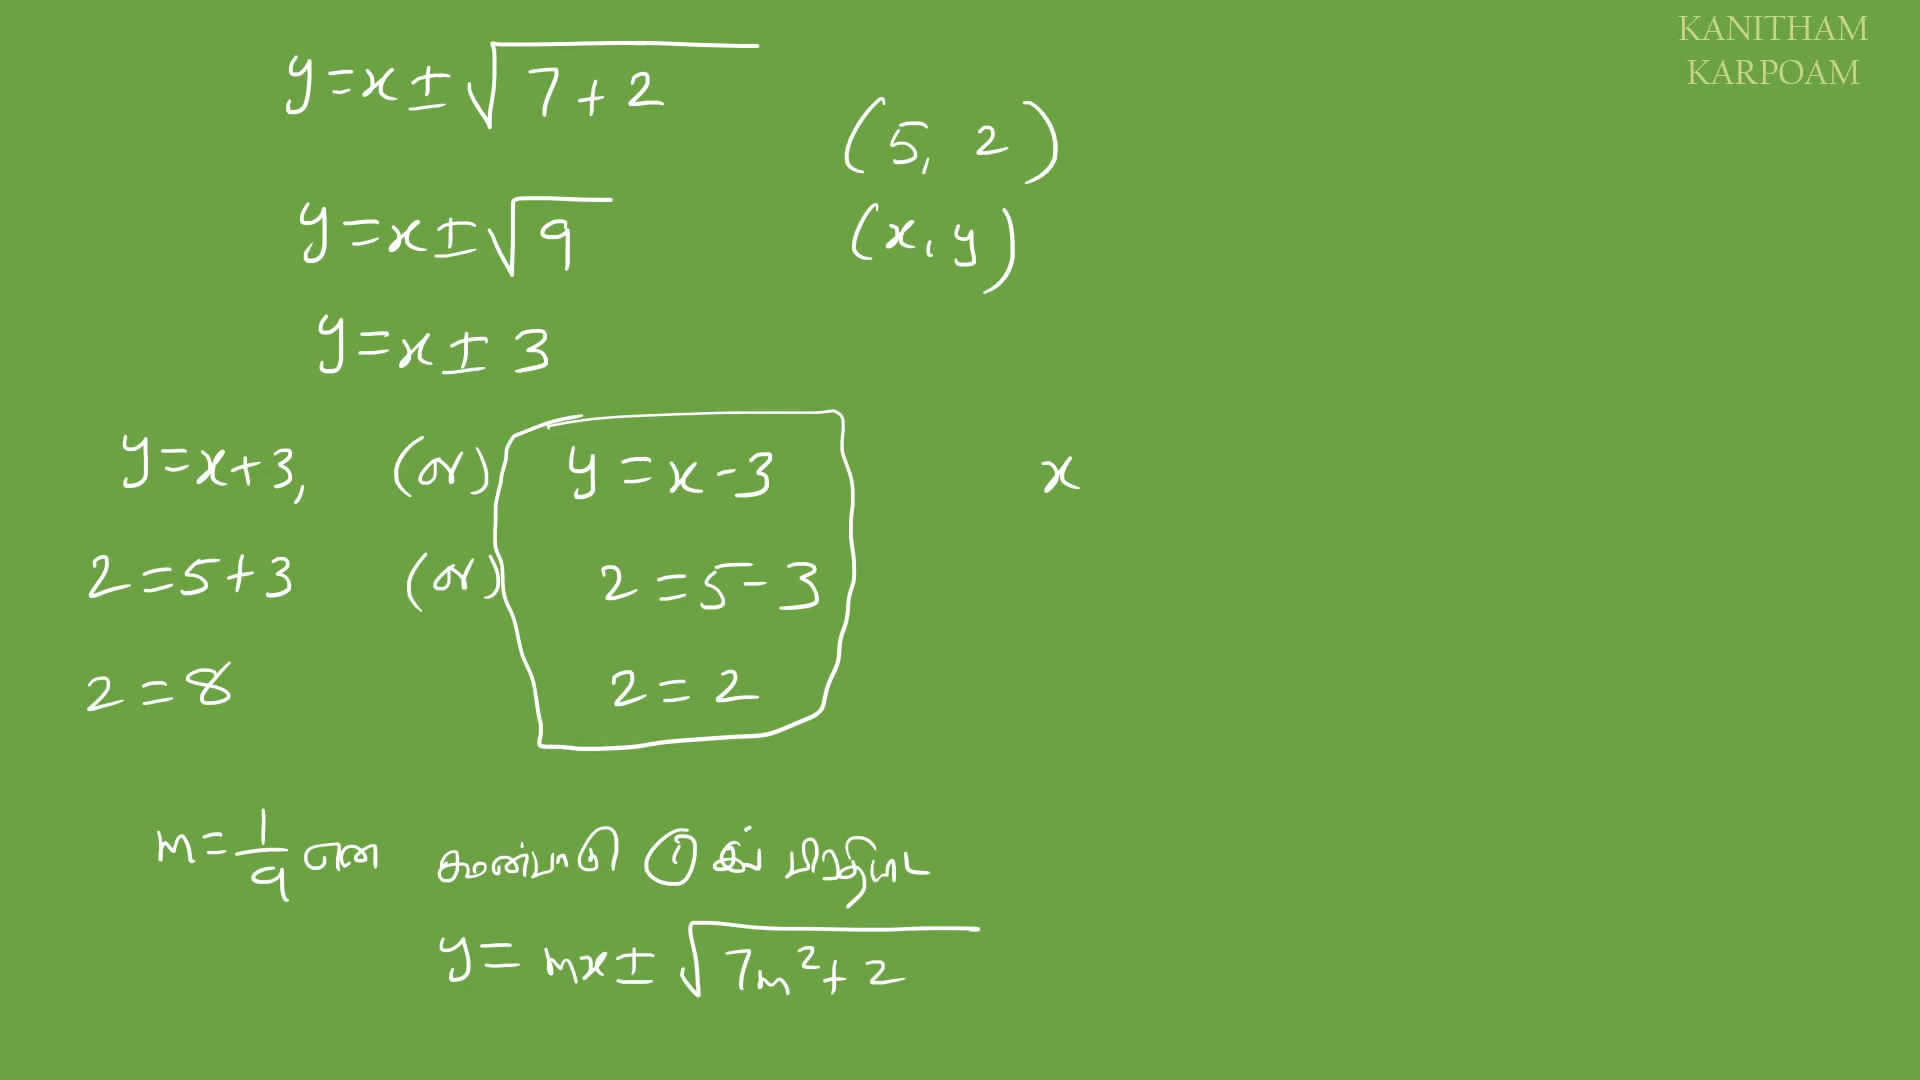 KANITHAM
KARPOAM
y = x ± √7 + 2
(5, 2)
y = x ± √9
(x, y)
y = x ± 3
y = x + 3, (or) y = x - 3
x
2 = 5 + 3 (or) 2 = 5 - 3
2 = 8 2 = 2
m = 1/9 என சமன்பாடு ① ல் பிரதியிட
y = mx ± √7m² + 2